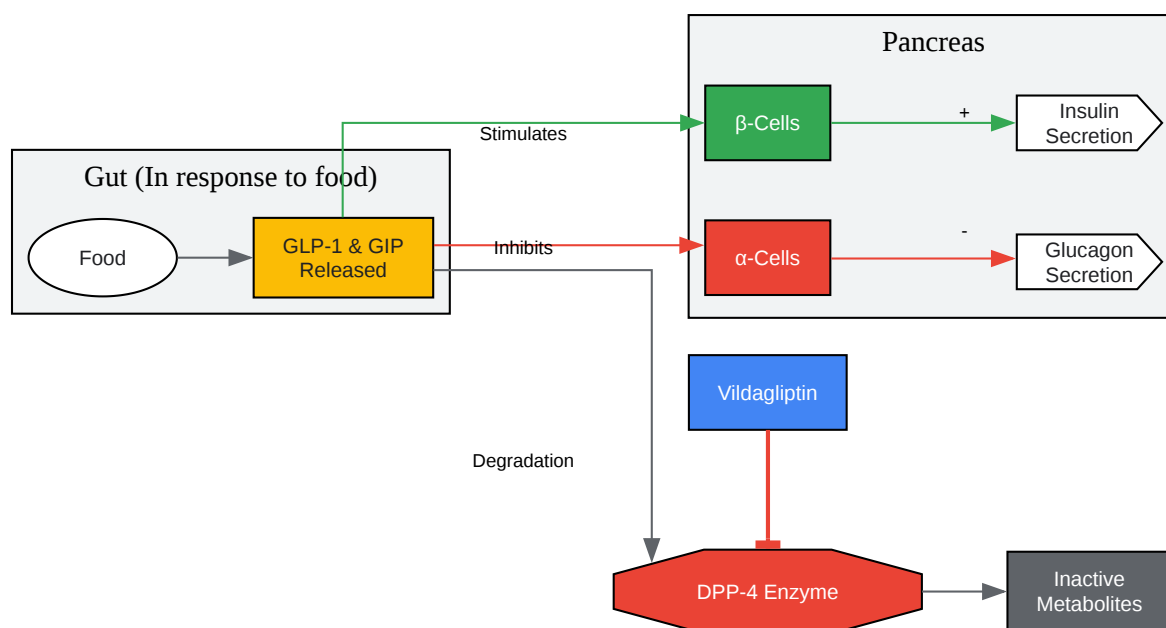 Pancreas
β-Cells
+
Insulin
Secretion
Stimulates
Gut (In response to food)
Food
GLP-1 & GIP
Released
Inhibits
α-Cells
-
Glucagon
Secretion
Vildagliptin
Degradation
DPP-4 Enzyme
Inactive
Metabolites